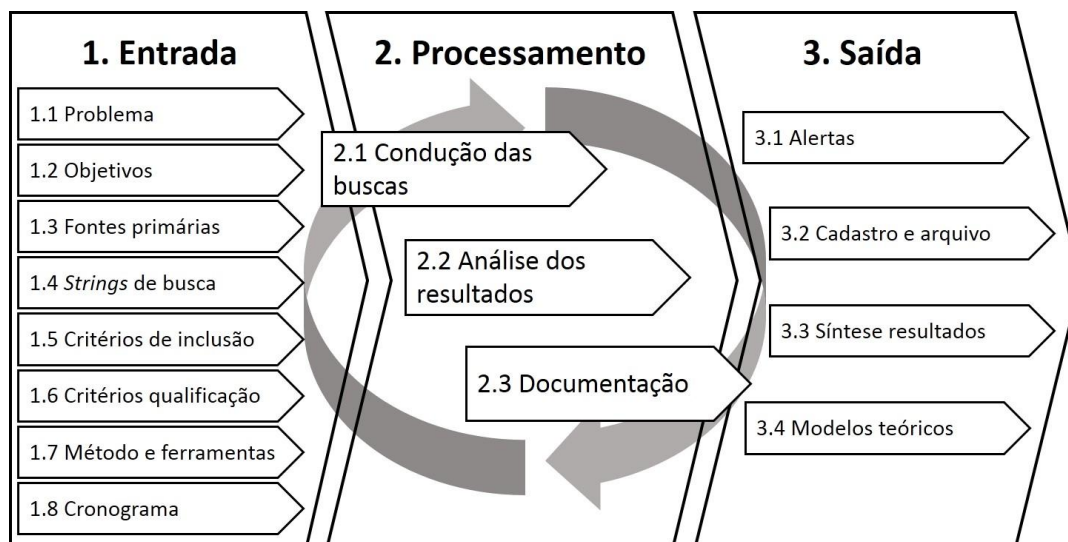 1. Entrada
1.1 Problema
1.2 Objetivos
1.3 Fontes primárias
1.4 Strings de busca
1.5 Critérios de inclusão
1.6 Critérios qualificação
1.7 Método e ferramentas
1.8 Cronograma
2. Processamento
2.1 Condução das
buscas
2.2 Análise dos
resultados
2.3 Documentação
3. Saída
3.1 Alertas
3.2 Cadastro e arquivo
3.3 Síntese resultados
3.4 Modelos teóricos